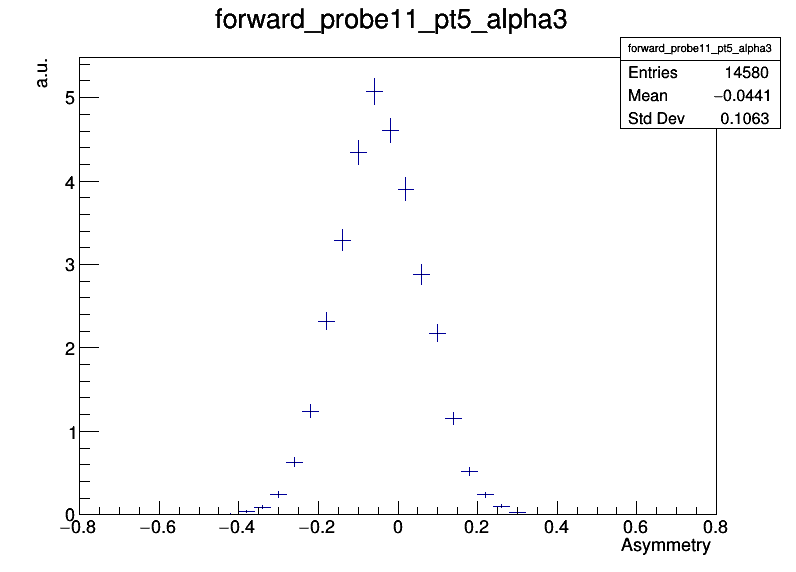 forward_probe11_pt5_alpha3
forward_probe11_pt5_alpha3
Entries 14580
Mean −0.0441
Std Dev 0.1063
a.u.
5
4
3
2
1
0
−0.8 −0.6 −0.4 −0.2 0 0.2 0.4 0.6 0.8
Asymmetry